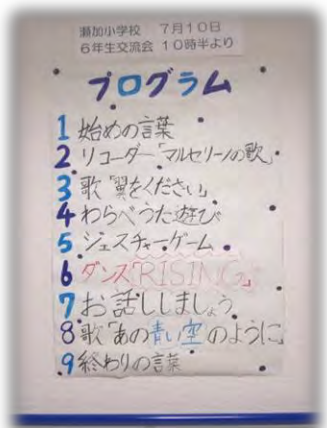 瀬加小学校 7月10日
6年生交流会 10時半より
プログラム
1 始めの言葉
2 リコーダー「マルセリーノの歌」
3 歌「翼をください」
4 わらべうた遊び
5 ジェスチャーゲーム
6 ダンス「RISING」
7 お話ししましょう
8 歌「あの青い空のように」
9 終わりの言葉